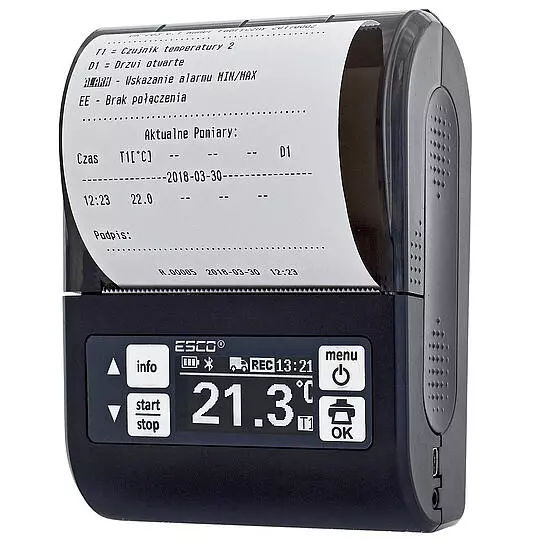 T1 = Czujnik temperatury 2
D1 = Drzwi otwarte
ALARM - Wskazanie alarmu MIN/MAX
EE - Brak połączenia
Aktualne Pomiary:
Czas T1[°C] -- -- -- D1
2018-03-30
12:23 22.0 - - -
Podpis:
R.00005 2018-03-30 12:23
ESCO®
REC 13:21
info
menu
21.3°C
T1
start
stop
OK